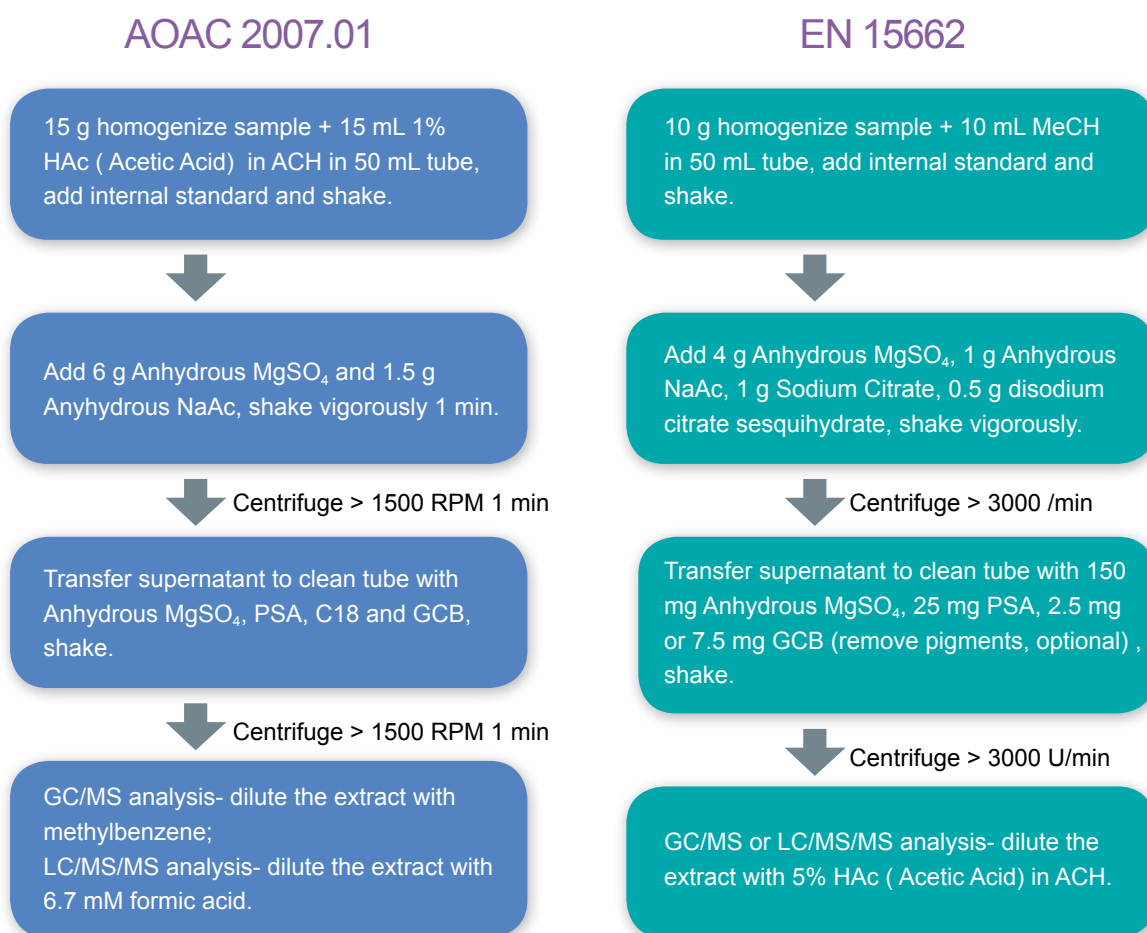 AOAC 2007.01
15 g homogenize sample + 15 mL 1%
HAc ( Acetic Acid)  in ACH in 50 mL tube,
add internal standard and shake.
Add 6 g Anhydrous MgSO₄ and 1.5 g
Anyhydrous NaAc, shake vigorously 1 min.
Centrifuge > 1500 RPM 1 min
Transfer supernatant to clean tube with
Anhydrous MgSO₄, PSA, C18 and GCB,
shake.
Centrifuge > 1500 RPM 1 min
GC/MS analysis- dilute the extract with
methylbenzene;
LC/MS/MS analysis- dilute the extract with
6.7 mM formic acid.
EN 15662
10 g homogenize sample + 10 mL MeCH
in 50 mL tube, add internal standard and
shake.
Add 4 g Anhydrous MgSO₄, 1 g Anhydrous
NaAc, 1 g Sodium Citrate, 0.5 g disodium
citrate sesquihydrate, shake vigorously.
Centrifuge > 3000 /min
Transfer supernatant to clean tube with 150
mg Anhydrous MgSO₄, 25 mg PSA, 2.5 mg
or 7.5 mg GCB (remove pigments, optional) ,
shake.
Centrifuge > 3000 U/min
GC/MS or LC/MS/MS analysis- dilute the
extract with 5% HAc ( Acetic Acid) in ACH.